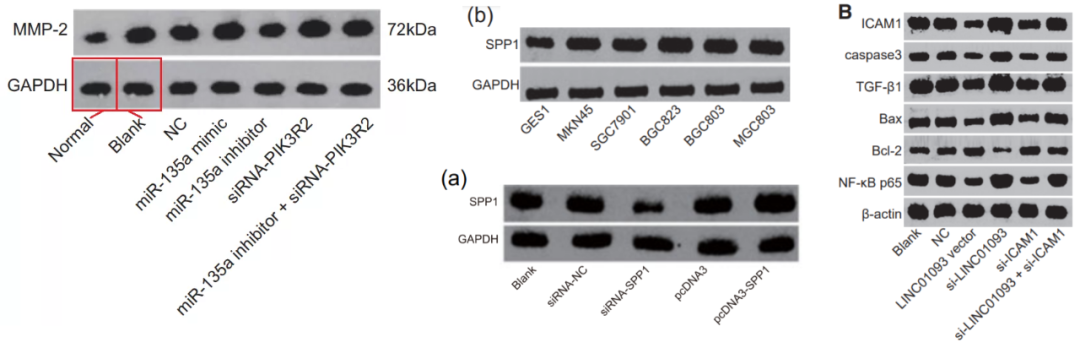 MMP-2
72kDa
GAPDH
36kDa
Normal
Blank
NC
miR-135a mimic
miR-135a inhibitor
siRNA-PIK3R2
miR-135a inhibitor + siRNA-PIK3R2
(b)
SPP1
GAPDH
GES1
MKN45
SGC7901
BGC823
BGC803
MGC803
(a)
SPP1
GAPDH
Blank
siRNA-NC
siRNA-SPP1
pcDNA3
pcDNA3-SPP1
B
ICAM1
caspase3
TGF-β1
Bax
Bcl-2
NF-κB p65
β-actin
Blank
NC
LINC01093 vector
si-LINC01093
si-ICAM1
si-LINC01093 + si-ICAM1